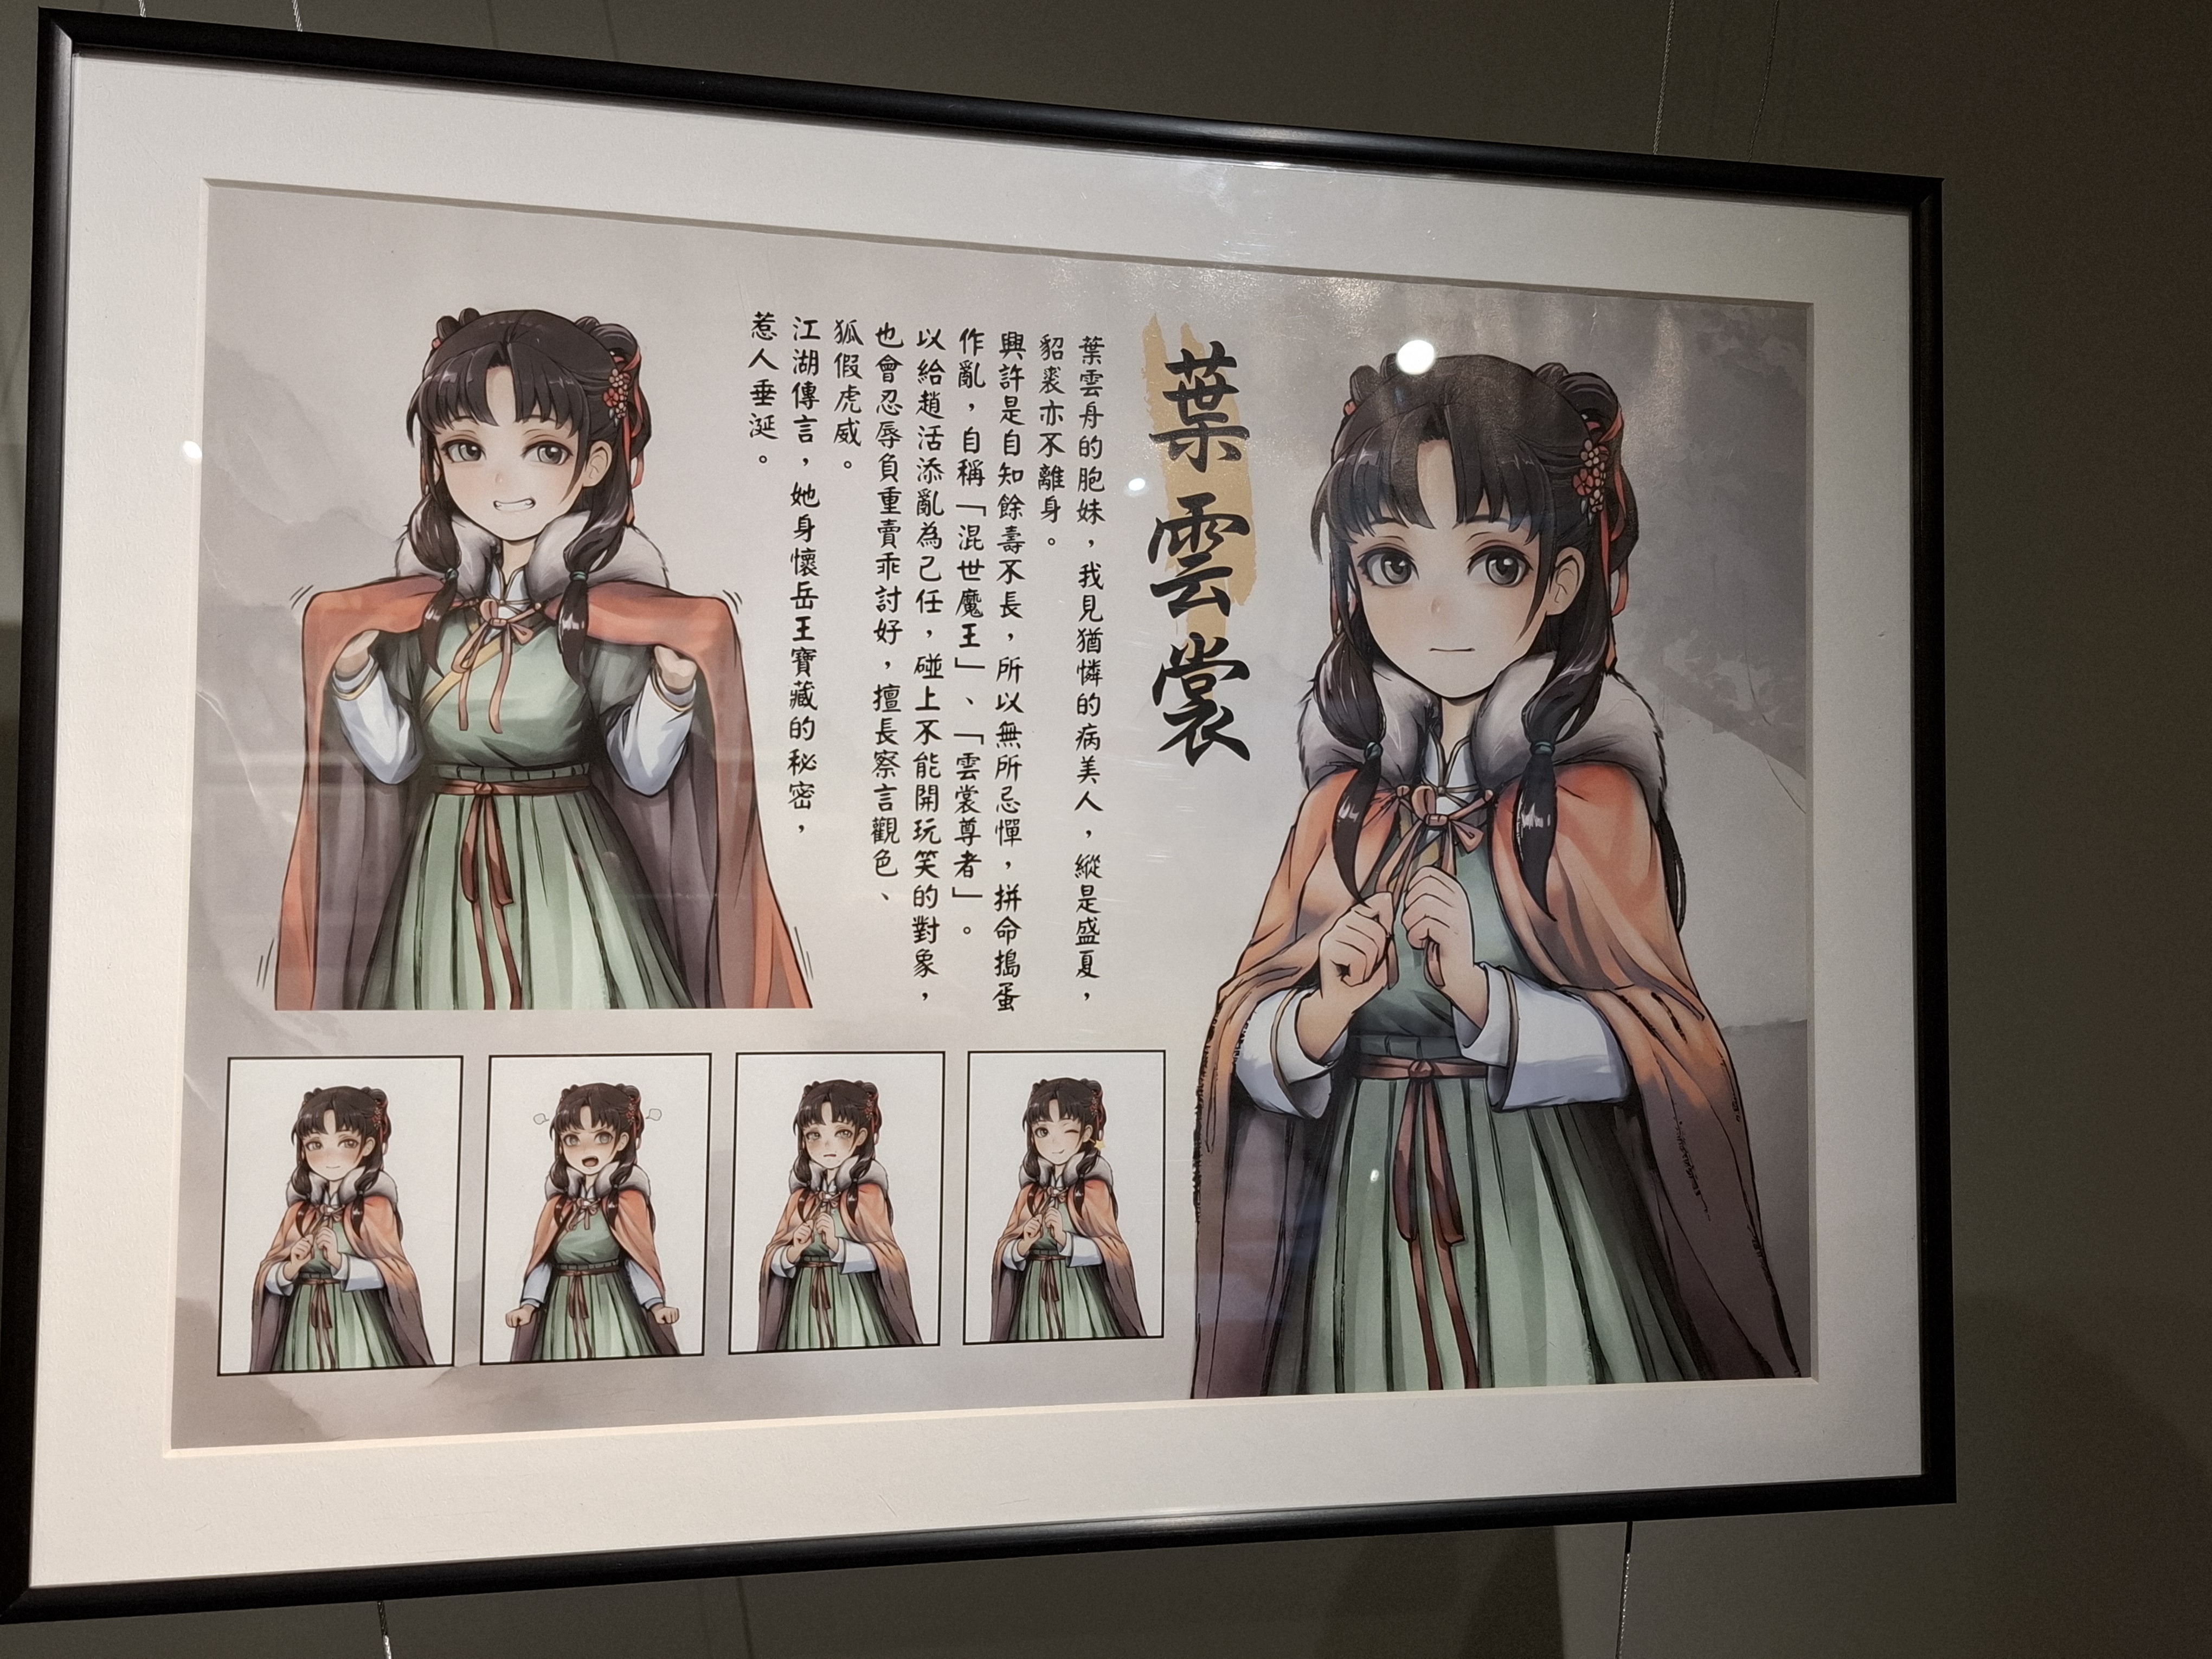 葉雲裳
葉雲舟的胞妹，我見猶憐的病美人，縱是盛夏，
貂裘亦不離身。
興許是自知餘壽不長，所以無所忌憚，拼命搗蛋
作亂，自稱「混世魔王」、「雲裳尊者」。
以給趙活添亂為己任，碰上不能開玩笑的對象，
也會忍辱負重賣乖討好，擅長察言觀色、
狐假虎威。
江湖傳言，她身懷岳王寶藏的秘密，
惹人垂涎。